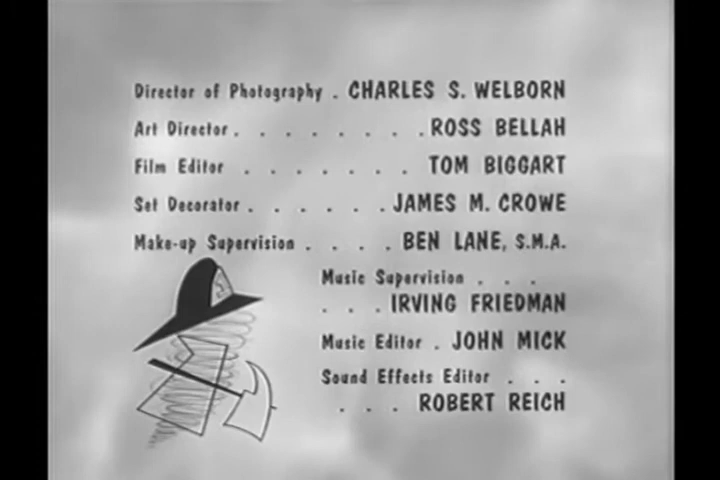 Director of Photography . CHARLES S. WELBORN
Art Director . . . . . . . . . ROSS BELLAH
Film Editor . . . . . . . TOM BIGGART
Set Decorator . . . . . . JAMES M. CROWE
Make-up Supervision . . . . BEN LANE, S.M.A.
Music Supervision . . .
. . . IRVING FRIEDMAN
Music Editor . JOHN MICK
Sound Effects Editor . . .
. . . ROBERT REICH